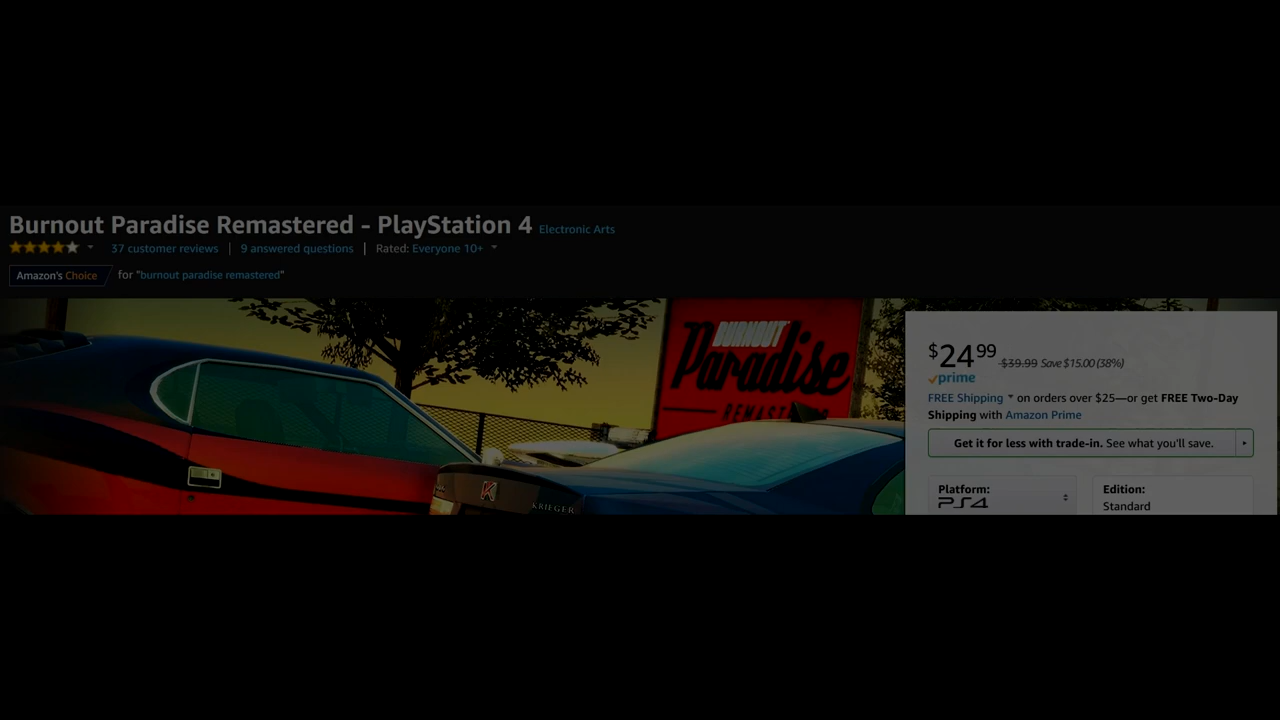 Burnout Paradise Remastered - PlayStation 4 Electronic Arts
37 customer reviews | 9 answered questions | Rated: Everyone 10+
Amazon's Choice for "burnout paradise remastered"
BURNOUT
Paradise
REMASTERED
$24 99 $39.99 Save $15.00 (38%)
prime
FREE Shipping on orders over $25—or get FREE Two-Day
Shipping with Amazon Prime
Get it for less with trade-in. See what you'll save.
Platform:
PS4
Edition:
Standard
K
KRIEGER